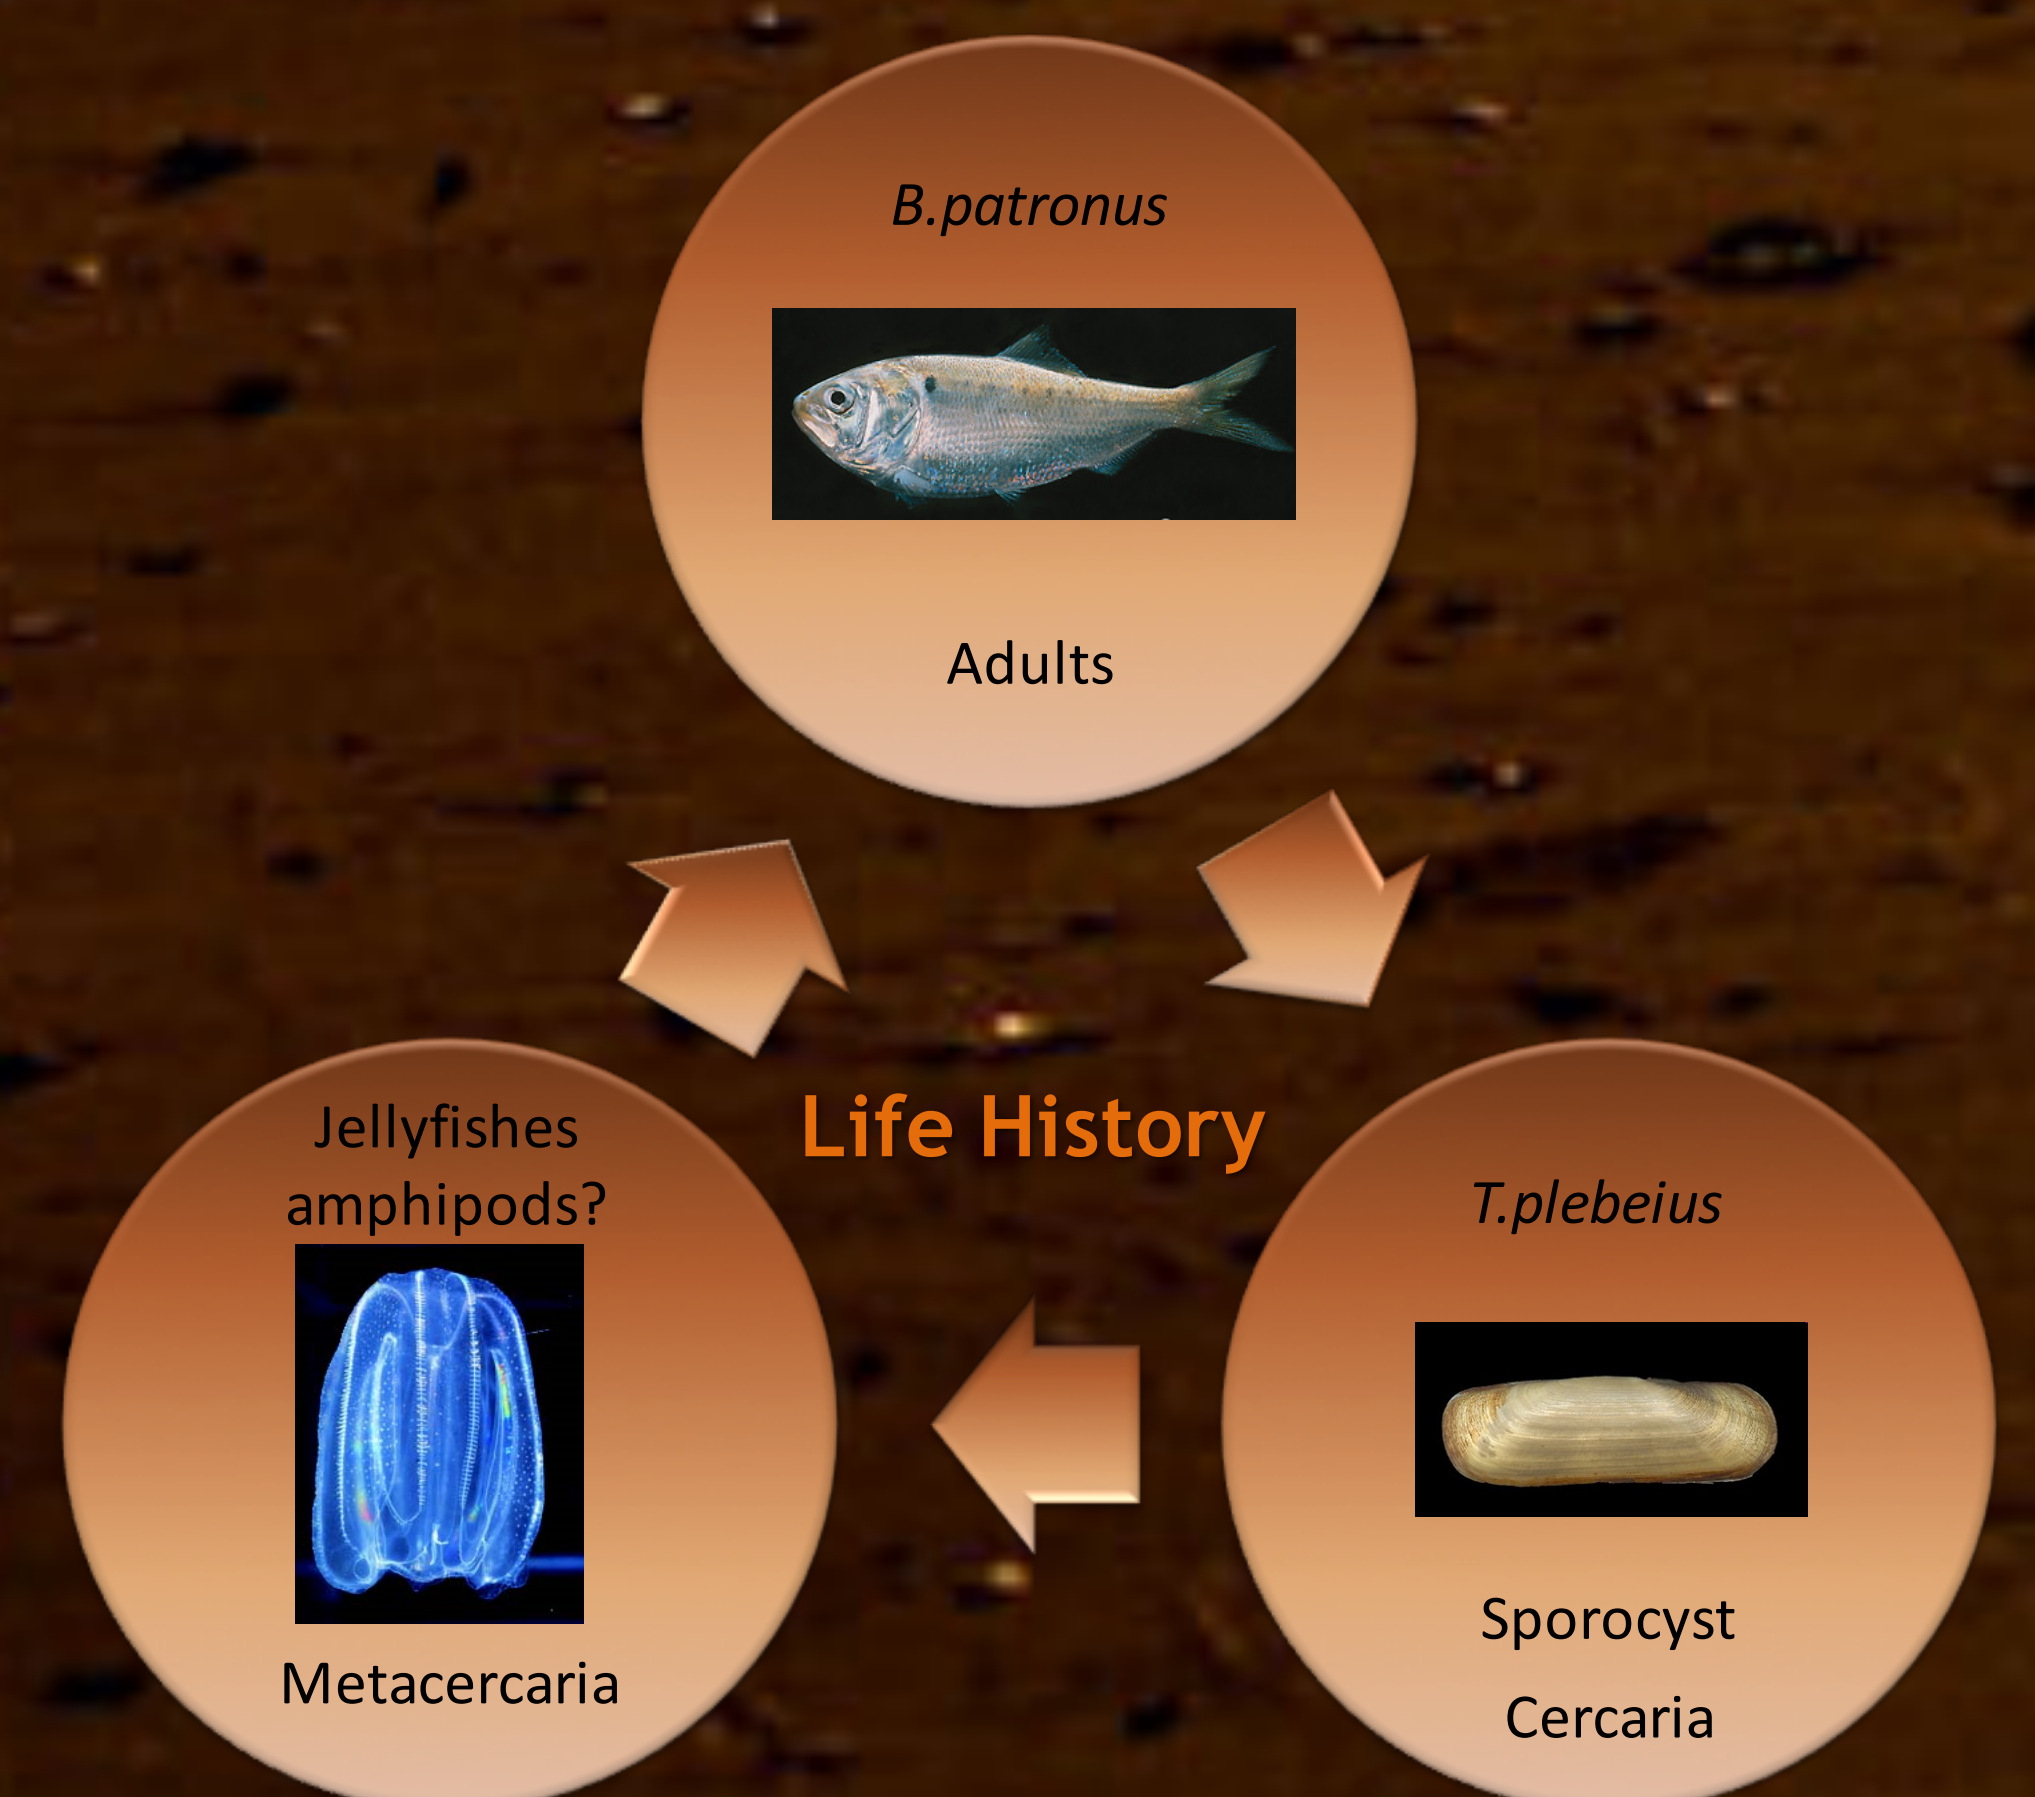 B.patronus
Adults
Life History
Jellyfishes
amphipods?
Metacercaria
T.plebeius
Sporocyst
Cercaria